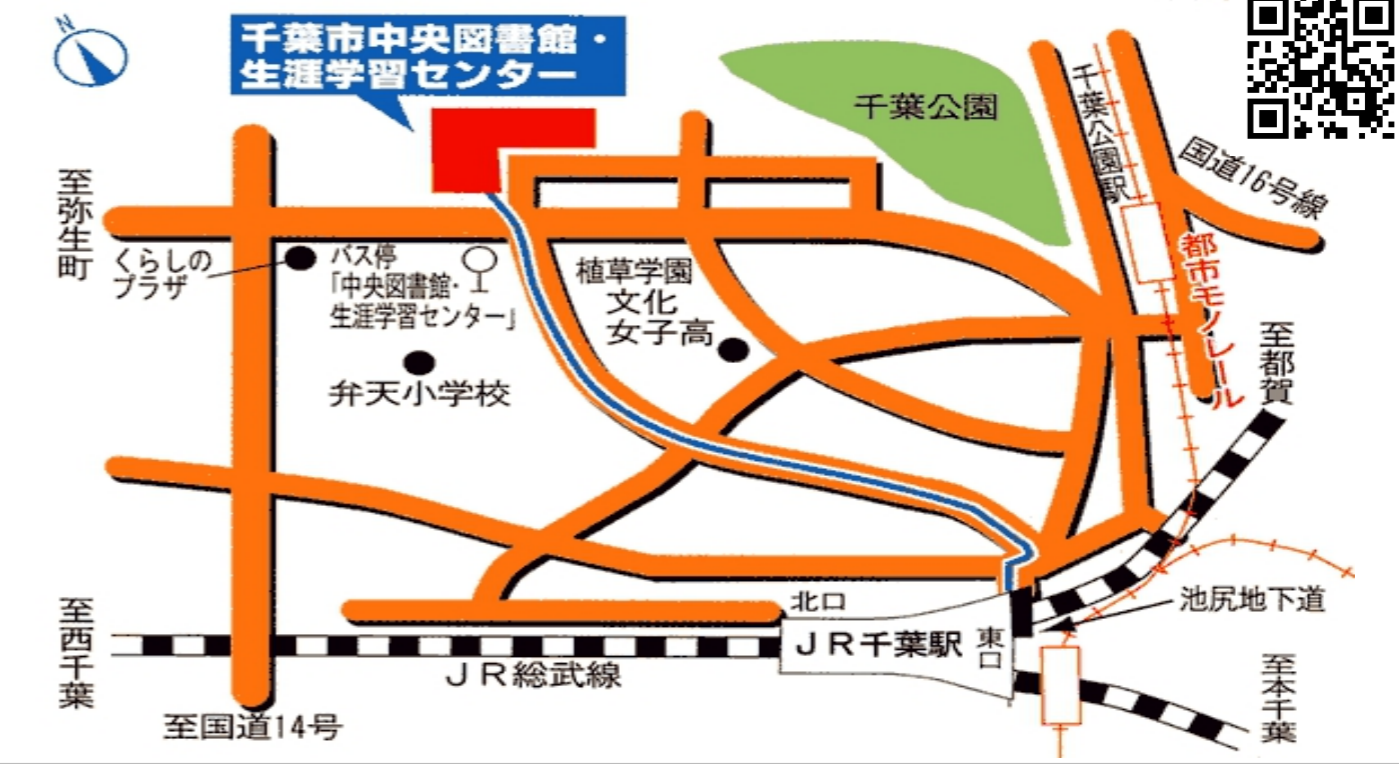 N
千葉市中央図書館・
生涯学習センター
千葉公園
千葉公園駅
国道16号線
至弥生町
くらしの
プラザ
バス停
「中央図書館・
生涯学習センター」
植草学園
文化
女子高
都市モノレール
至都賀
弁天小学校
北口
池尻地下道
至西千葉
JR千葉駅
東口
JR総武線
至本千葉
至国道14号